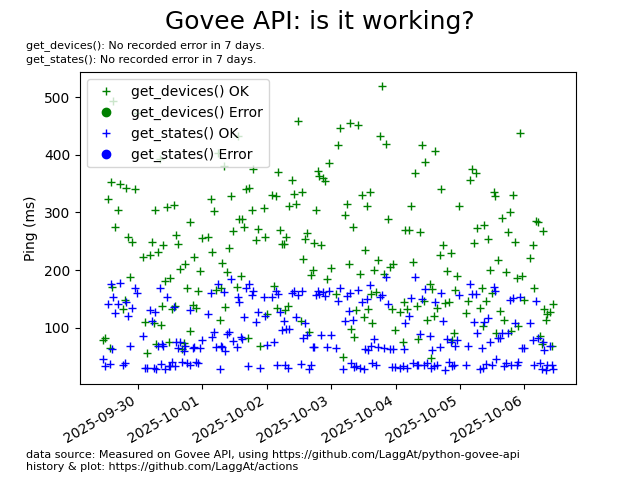 Govee API: is it working?
get_devices(): No recorded error in 7 days.
get_states(): No recorded error in 7 days.
get_devices() OK
get_devices() Error
get_states() OK
get_states() Error
500
400
300
200
100
Ping (ms)
2025-09-30
2025-10-01
2025-10-02
2025-10-03
2025-10-04
2025-10-05
2025-10-06
data source: Measured on Govee API, using https://github.com/LaggAt/python-govee-api
history & plot: https://github.com/LaggAt/actions